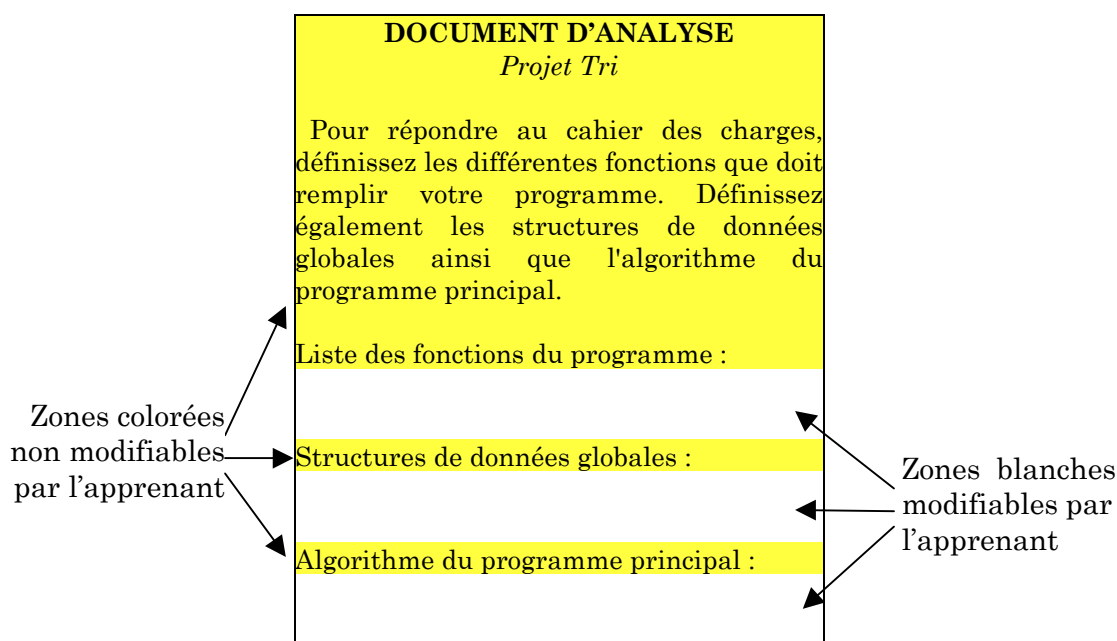 DOCUMENT D'ANALYSE
Projet Tri
Pour répondre au cahier des charges,
définissez les différentes fonctions que doit
remplir votre programme. Définissez
également les structures de données
globales ainsi que l'algorithme du
programme principal.
Liste des fonctions du programme :
Zones colorées
non modifiables
par l’apprenant
Structures de données globales :
Zones blanches
modifiables par
l’apprenant
Algorithme du programme principal :